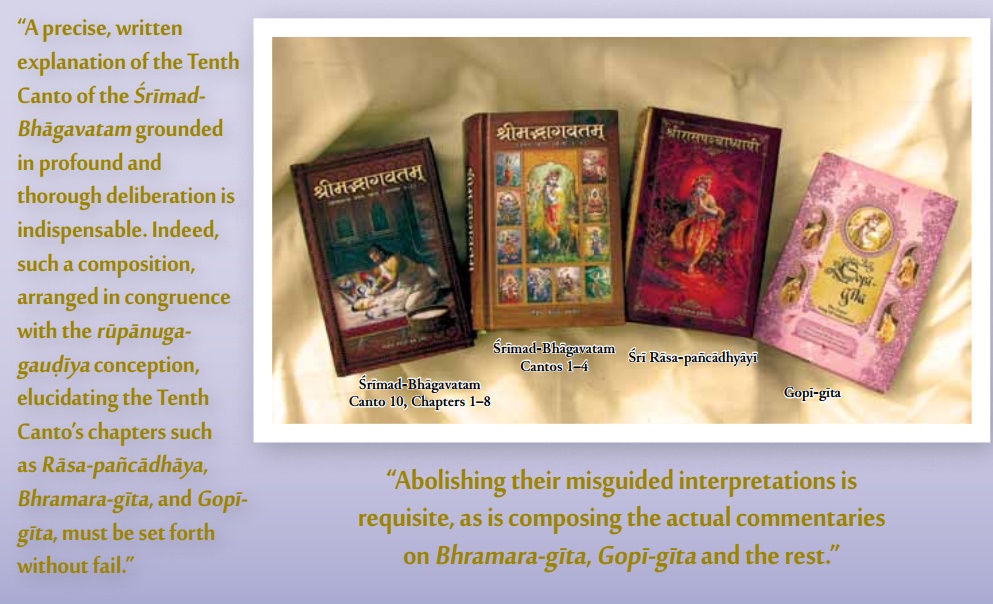 “A precise, written
explanation of the Tenth
Canto of the Śrīmad-
Bhāgavatam grounded
in profound and
thorough deliberation is
indispensable. Indeed,
such a composition,
arranged in congruence
with the rūpānuga-
gauḍīya conception,
elucidating the Tenth
Canto’s chapters such
as Rāsa-pañcādhāya,
Bhramara-gīta, and Gopī-
gīta, must be set forth
without fail.”
श्रीमद्भागवतम्
श्रीमद्भागवतम्
श्रीरासपञ्चाध्यायी
Gopī-
gīta
Śrīmad-Bhāgavatam
Canto 10, Chapters 1–8
Śrīmad-Bhāgavatam
Cantos 1–4
Śrī Rāsa-pañcādhyāyī
Gopī-gīta
“Abolishing their misguided interpretations is
requisite, as is composing the actual commentaries
on Bhramara-gīta, Gopī-gīta and the rest.”